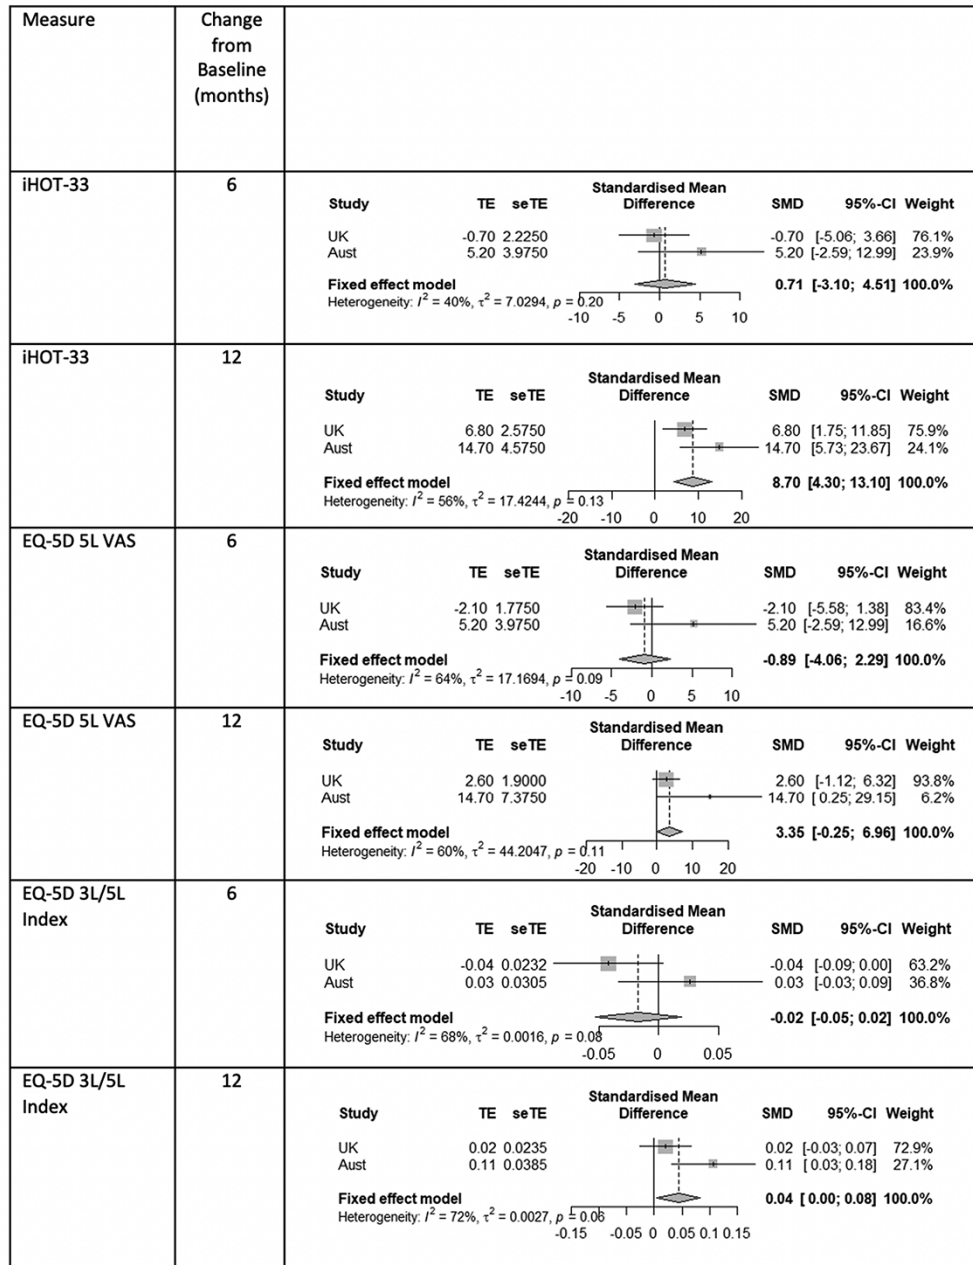 Measure
Change
from
Baseline
(months)
iHOT-33
6
Standardised Mean
Study TE seTE Difference SMD 95%-CI Weight
UK -0.70 2.2250 -0.70 [-5.06; 3.66] 76.1%
Aust 5.20 3.9750 5.20 [-2.59; 12.99] 23.9%
Fixed effect model 0.71 [-3.10; 4.51] 100.0%
Heterogeneity: I² = 40%, τ² = 7.0294, p = 0.20
-10 -5 0 5 10
iHOT-33
12
Standardised Mean
Study TE seTE Difference SMD 95%-CI Weight
UK 6.80 2.5750 6.80 [1.75; 11.85] 75.9%
Aust 14.70 4.5750 14.70 [5.73; 23.67] 24.1%
Fixed effect model 8.70 [4.30; 13.10] 100.0%
Heterogeneity: I² = 56%, τ² = 17.4244, p = 0.13
-20 -10 0 10 20
EQ-5D 5L VAS
6
Standardised Mean
Study TE seTE Difference SMD 95%-CI Weight
UK -2.10 1.7750 -2.10 [-5.58; 1.38] 83.4%
Aust 5.20 3.9750 5.20 [-2.59; 12.99] 16.6%
Fixed effect model -0.89 [-4.06; 2.29] 100.0%
Heterogeneity: I² = 64%, τ² = 17.1694, p = 0.09
-10 -5 0 5 10
EQ-5D 5L VAS
12
Standardised Mean
Study TE seTE Difference SMD 95%-CI Weight
UK 2.60 1.9000 2.60 [-1.12; 6.32] 93.8%
Aust 14.70 7.3750 14.70 [ 0.25; 29.15] 6.2%
Fixed effect model 3.35 [-0.25; 6.96] 100.0%
Heterogeneity: I² = 60%, τ² = 44.2047, p = 0.11
-20 -10 0 10 20
EQ-5D 3L/5L
Index
6
Standardised Mean
Study TE seTE Difference SMD 95%-CI Weight
UK -0.04 0.0232 -0.04 [-0.09; 0.00] 63.2%
Aust 0.03 0.0305 0.03 [-0.03; 0.09] 36.8%
Fixed effect model -0.02 [-0.05; 0.02] 100.0%
Heterogeneity: I² = 68%, τ² = 0.0016, p = 0.08
-0.05 0 0.05
EQ-5D 3L/5L
Index
12
Standardised Mean
Study TE seTE Difference SMD 95%-CI Weight
UK 0.02 0.0235 0.02 [-0.03; 0.07] 72.9%
Aust 0.11 0.0385 0.11 [ 0.03; 0.18] 27.1%
Fixed effect model 0.04 [ 0.00; 0.08] 100.0%
Heterogeneity: I² = 72%, τ² = 0.0027, p = 0.06
-0.15 -0.05 0 0.05 0.1 0.15